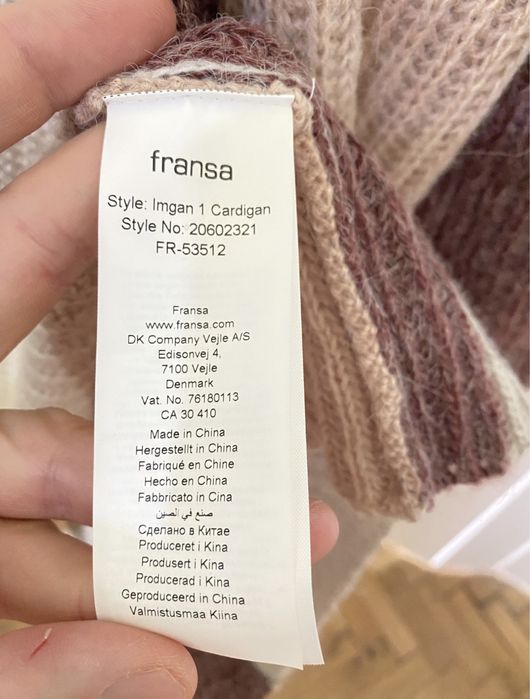 fransa
Style: Imgan 1 Cardigan
Style No: 20602321
FR-53512
Fransa
www.fransa.com
DK Company Vejle A/S
Edisonvej 4,
7100 Vejle
Denmark
Vat. No. 76180113
CA 30 410
Made in China
Hergestellt in China
Fabriqué en Chine
Hecho en China
Fabbricato in Cina
صنع في الصين
Сделано в Китае
Produceret i Kina
Produsert i Kina
Producerad i Kina
Geproduceerd in China
Valmistusmaa Kiina